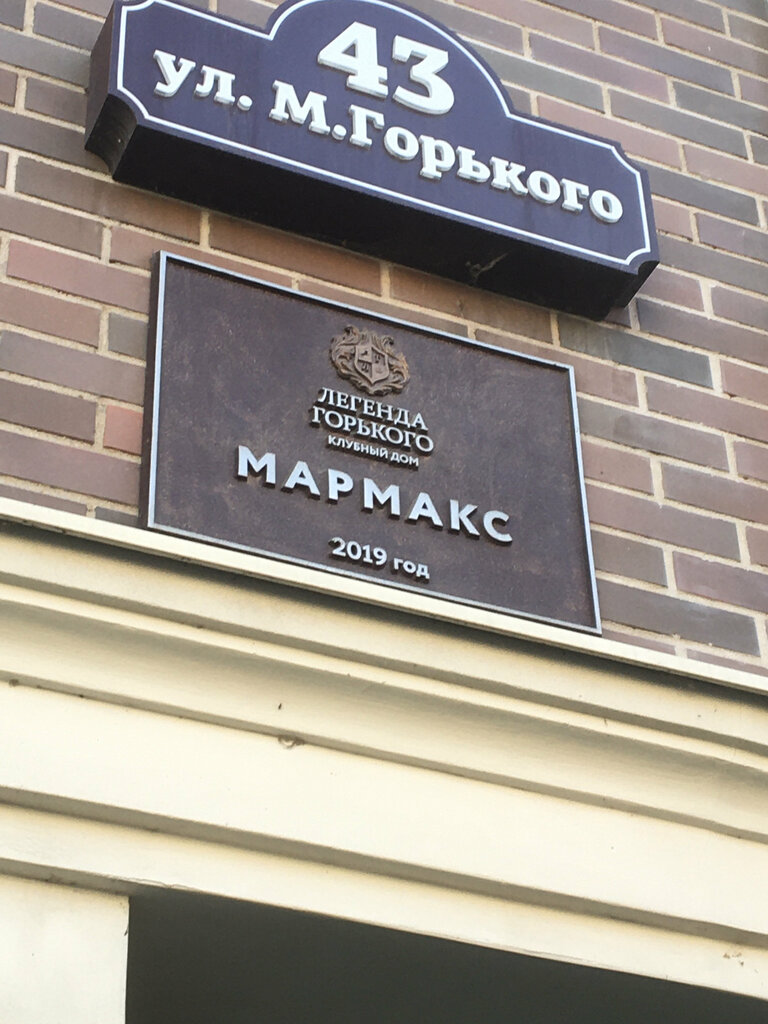 43
ул. М.Горького
ЛЕГЕНДА
ГОРЬКОГО
КЛУБНЫЙ ДОМ
МАРМАКС
2019 год